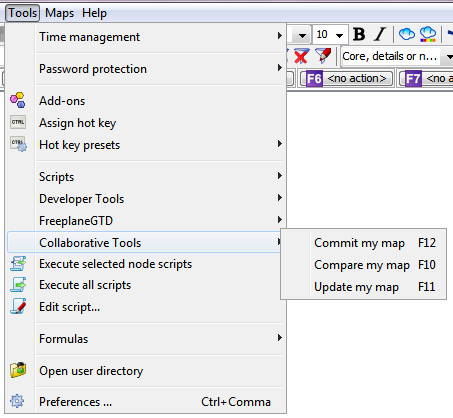 Tools Maps Help
Time management
10 B I
Password protection
Core, details or n...
Add-ons
F6 <no action> F7 <no a
Assign hot key
CTRL
Hot key presets
CTRL
Scripts
Developer Tools
FreeplaneGTD
Collaborative Tools
Commit my map F12
Execute selected node scripts
Compare my map F10
Execute all scripts
Update my map F11
Edit script...
Formulas
Open user directory
Preferences ... Ctrl+Comma